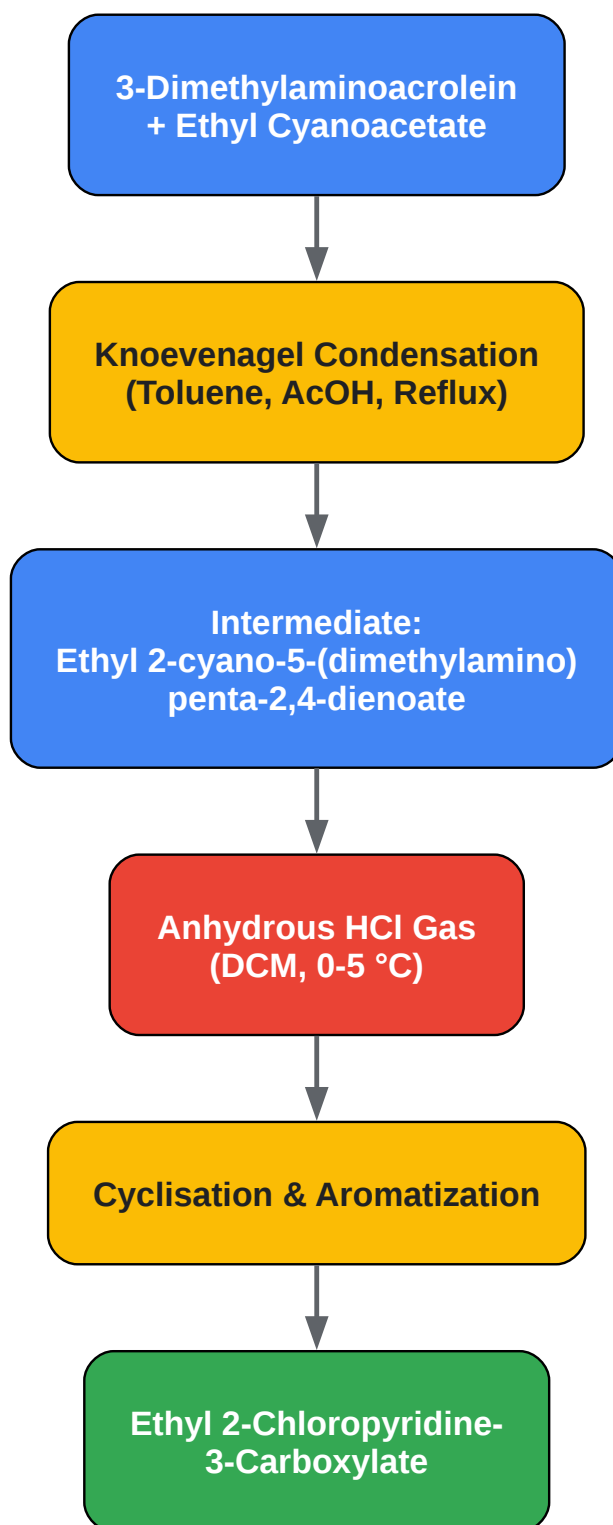 3-Dimethylaminoacrolein
+ Ethyl Cyanoacetate
Knoevenagel Condensation
(Toluene, AcOH, Reflux)
Intermediate:
Ethyl 2-cyano-5-(dimethylamino)
penta-2,4-dienoate
Anhydrous HCl Gas
(DCM, 0-5 °C)
Cyclisation & Aromatization
Ethyl 2-Chloropyridine-
3-Carboxylate